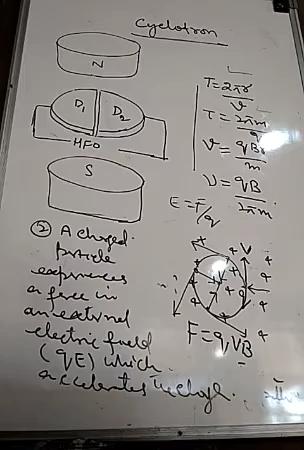 Cyclotron
N
D1 D2
HFO
S
T = 2πr/v
T = 2πm/q
v = qBr/m
ν = qB/2πm
E = F/q
② A charged
Particle
experiences
a force in
an external
electric field
(qE) which
accelerates the charge.
V
F = qVB